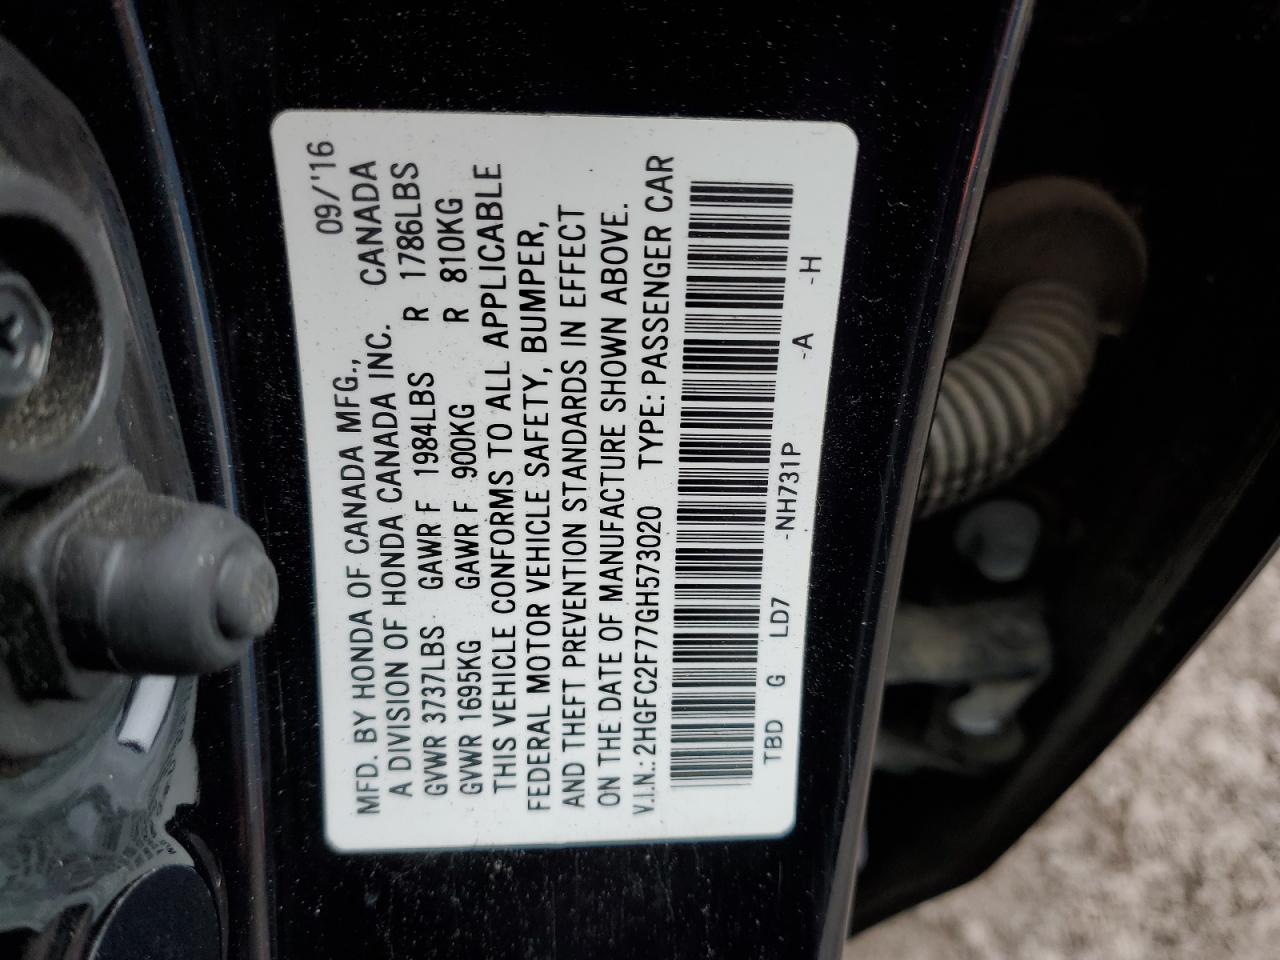 09/'16
MFD. BY HONDA OF CANADA MFG.,
A DIVISION OF HONDA CANADA INC. CANADA
GVWR 3737LBS GAWR F 1984LBS R 1786LBS
GVWR 1695KG GAWR F 900KG R 810KG
THIS VEHICLE CONFORMS TO ALL APPLICABLE
FEDERAL MOTOR VEHICLE SAFETY, BUMPER,
AND THEFT PREVENTION STANDARDS IN EFFECT
ON THE DATE OF MANUFACTURE SHOWN ABOVE.
V.I.N.: 2HGFC2F77GH573020 TYPE: PASSENGER CAR
TBD G LD7 -NH731P -A -H